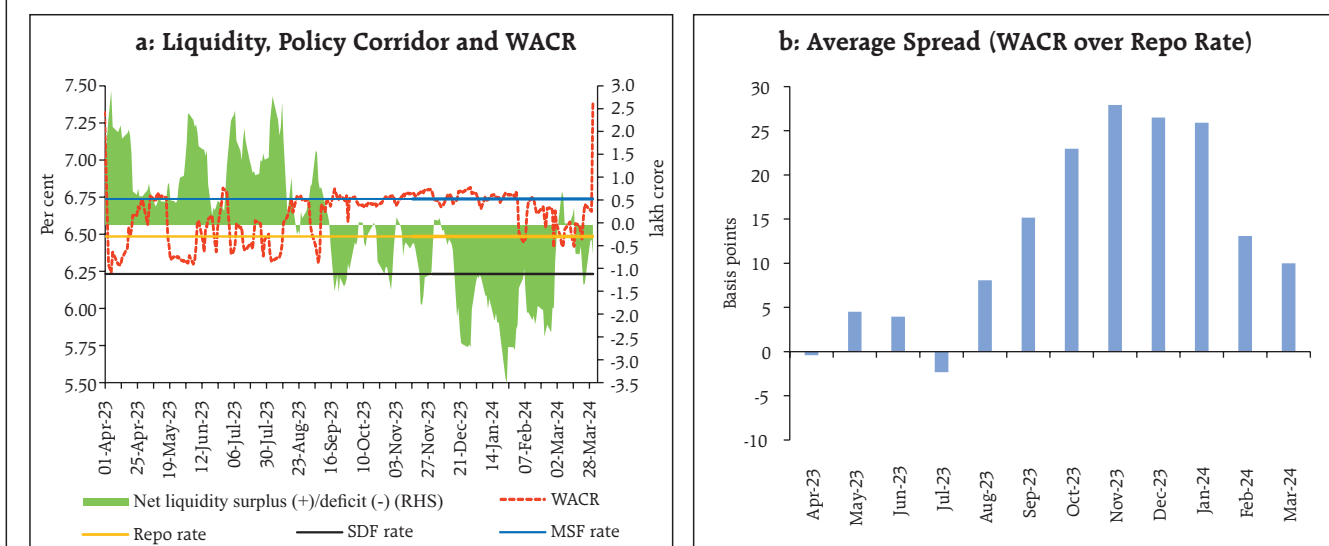 a: Liquidity, Policy Corridor and WACR
Per cent
7.50
7.25
7.00
6.75
6.50
6.25
6.00
5.75
5.50
3.0
2.5
2.0
1.5
1.0
0.5
0.0
-0.5
-1.0
-1.5
-2.0
-2.5
-3.0
-3.5
lakh crore
01-Apr-23
25-Apr-23
19-May-23
12-Jun-23
06-Jul-23
30-Jul-23
23-Aug-23
16-Sep-23
10-Oct-23
03-Nov-23
27-Nov-23
21-Dec-23
14-Jan-24
07-Feb-24
02-Mar-24
28-Mar-24
Net liquidity surplus (+)/deficit (-) (RHS)
WACR
Repo rate
SDF rate
MSF rate
b: Average Spread (WACR over Repo Rate)
Basis points
30
25
20
15
10
5
0
-5
-10
Apr-23
May-23
Jun-23
Jul-23
Aug-23
Sep-23
Oct-23
Nov-23
Dec-23
Jan-24
Feb-24
Mar-24